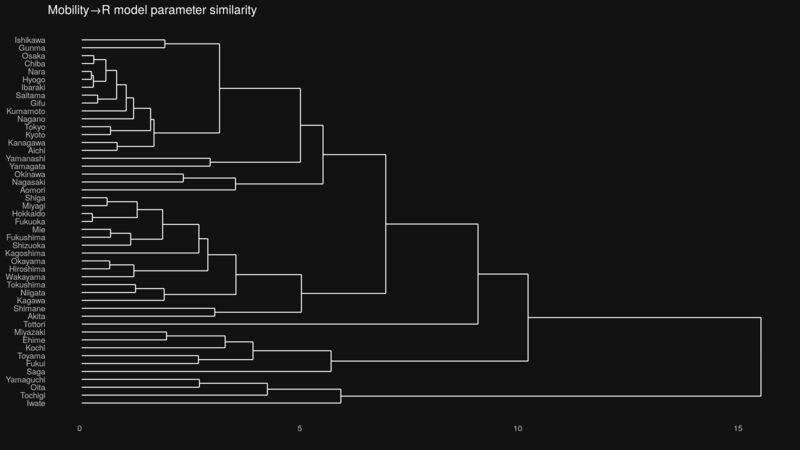 Mobility→R model parameter similarity
Ishikawa
Gunma
Osaka
Chiba
Nara
Hyogo
Ibaraki
Saitama
Gifu
Kumamoto
Nagano
Tokyo
Kyoto
Kanagawa
Aichi
Yamanashi
Yamagata
Okinawa
Nagasaki
Aomori
Shiga
Miyagi
Hokkaido
Fukuoka
Mie
Fukushima
Shizuoka
Kagoshima
Okayama
Hiroshima
Wakayama
Tokushima
Niigata
Kagawa
Shimane
Akita
Tottori
Miyazaki
Ehime
Kochi
Toyama
Fukui
Saga
Yamaguchi
Oita
Tochigi
Iwate
0 5 10 15